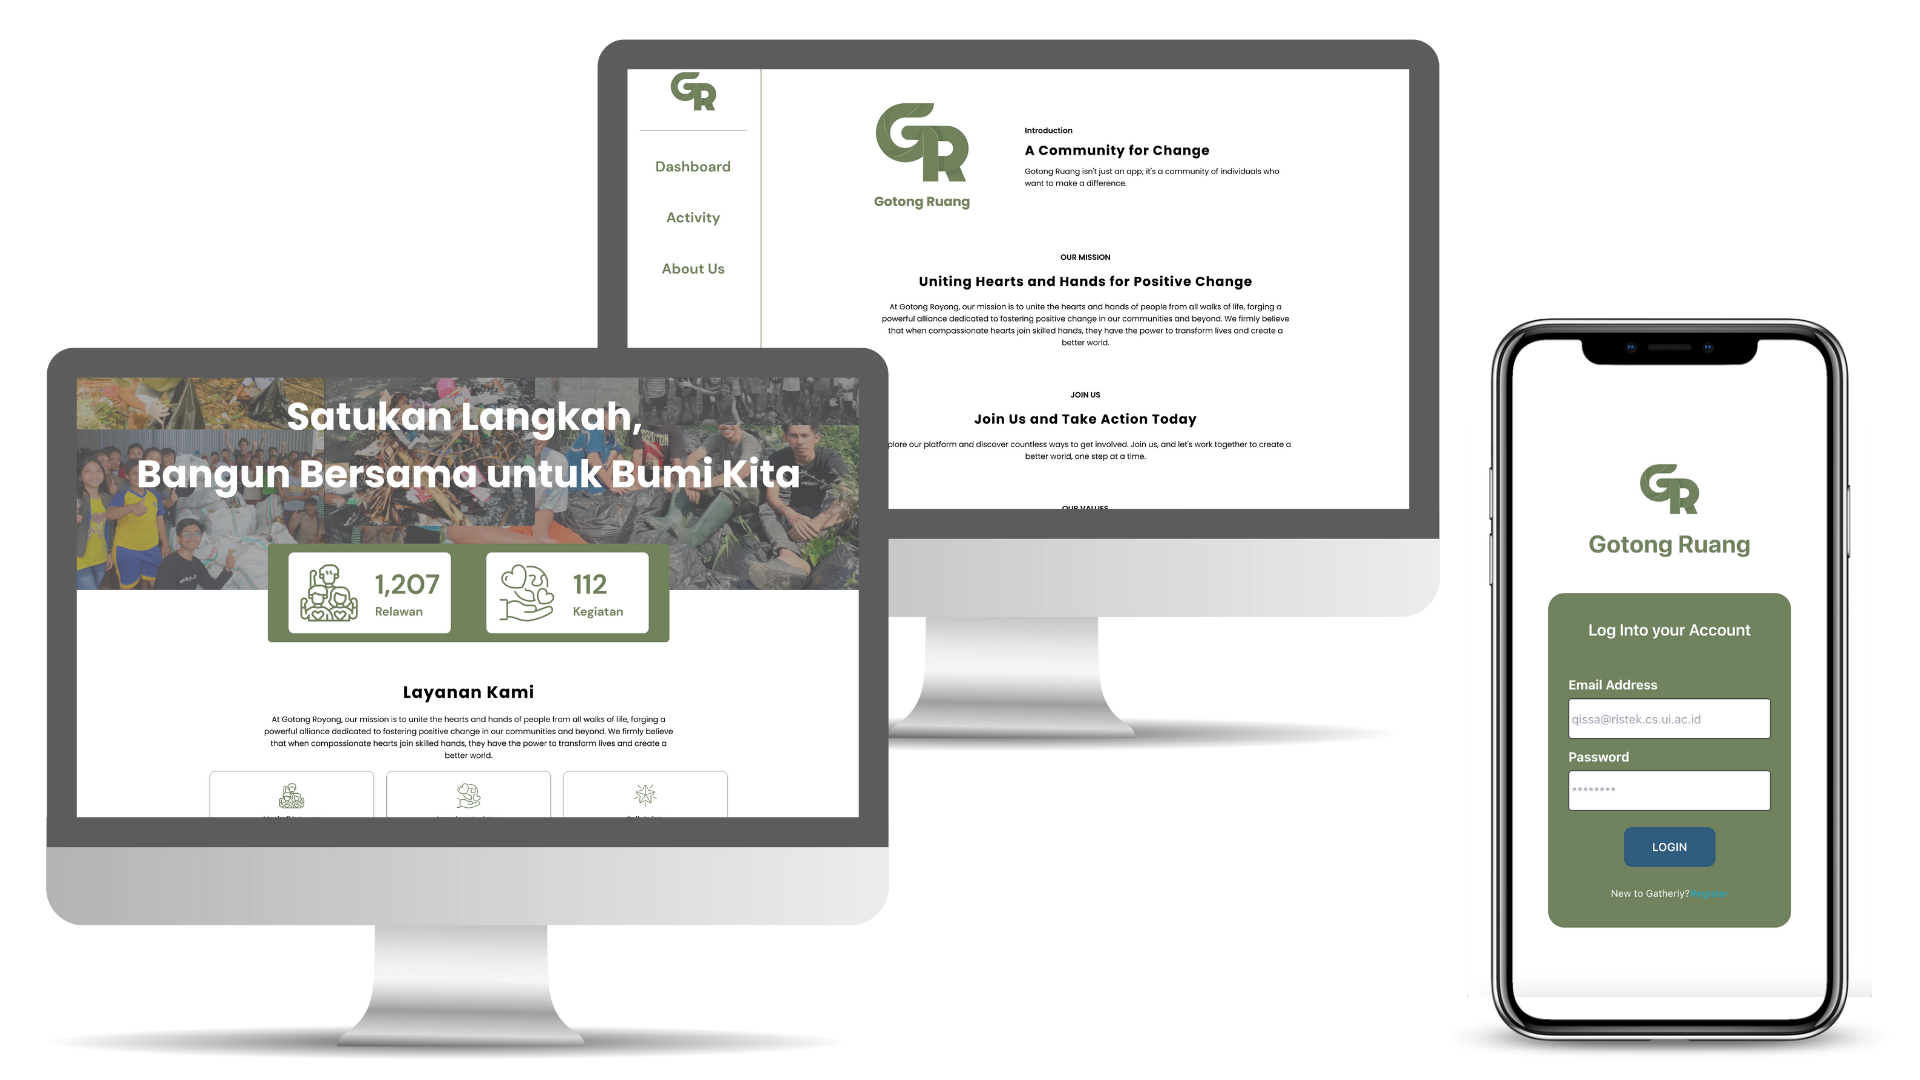 GR
Dashboard
Activity
About Us
GR
Gotong Ruang
Introduction
A Community for Change
Gotong Ruang isn't just an app; it's a community of individuals who
want to make a difference.
OUR MISSION
Uniting Hearts and Hands for Positive Change
At Gotong Royong, our mission is to unite the hearts and hands of people from all walks of life, forging a
powerful alliance dedicated to fostering positive change in our communities and beyond. We firmly believe
that when compassionate hearts join skilled hands, they have the power to transform lives and create a
better world.
JOIN US
Join Us and Take Action Today
plore our platform and discover countless ways to get involved. Join us, and let's work together to create a
better world, one step at a time.
OUR VALUES
Satukan Langkah,
Bangun Bersama untuk Bumi Kita
1,207
Relawan
112
Kegiatan
Layanan Kami
At Gotong Royong, our mission is to unite the hearts and hands of people from all walks of life, forging a
powerful alliance dedicated to fostering positive change in our communities and beyond. We firmly believe
that when compassionate hearts join skilled hands, they have the power to transform lives and create a
better world.
GR
Gotong Ruang
Log Into your Account
Email Address
qissa@ristek.cs.ui.ac.id
Password
********
LOGIN
New to Gatherly? Register